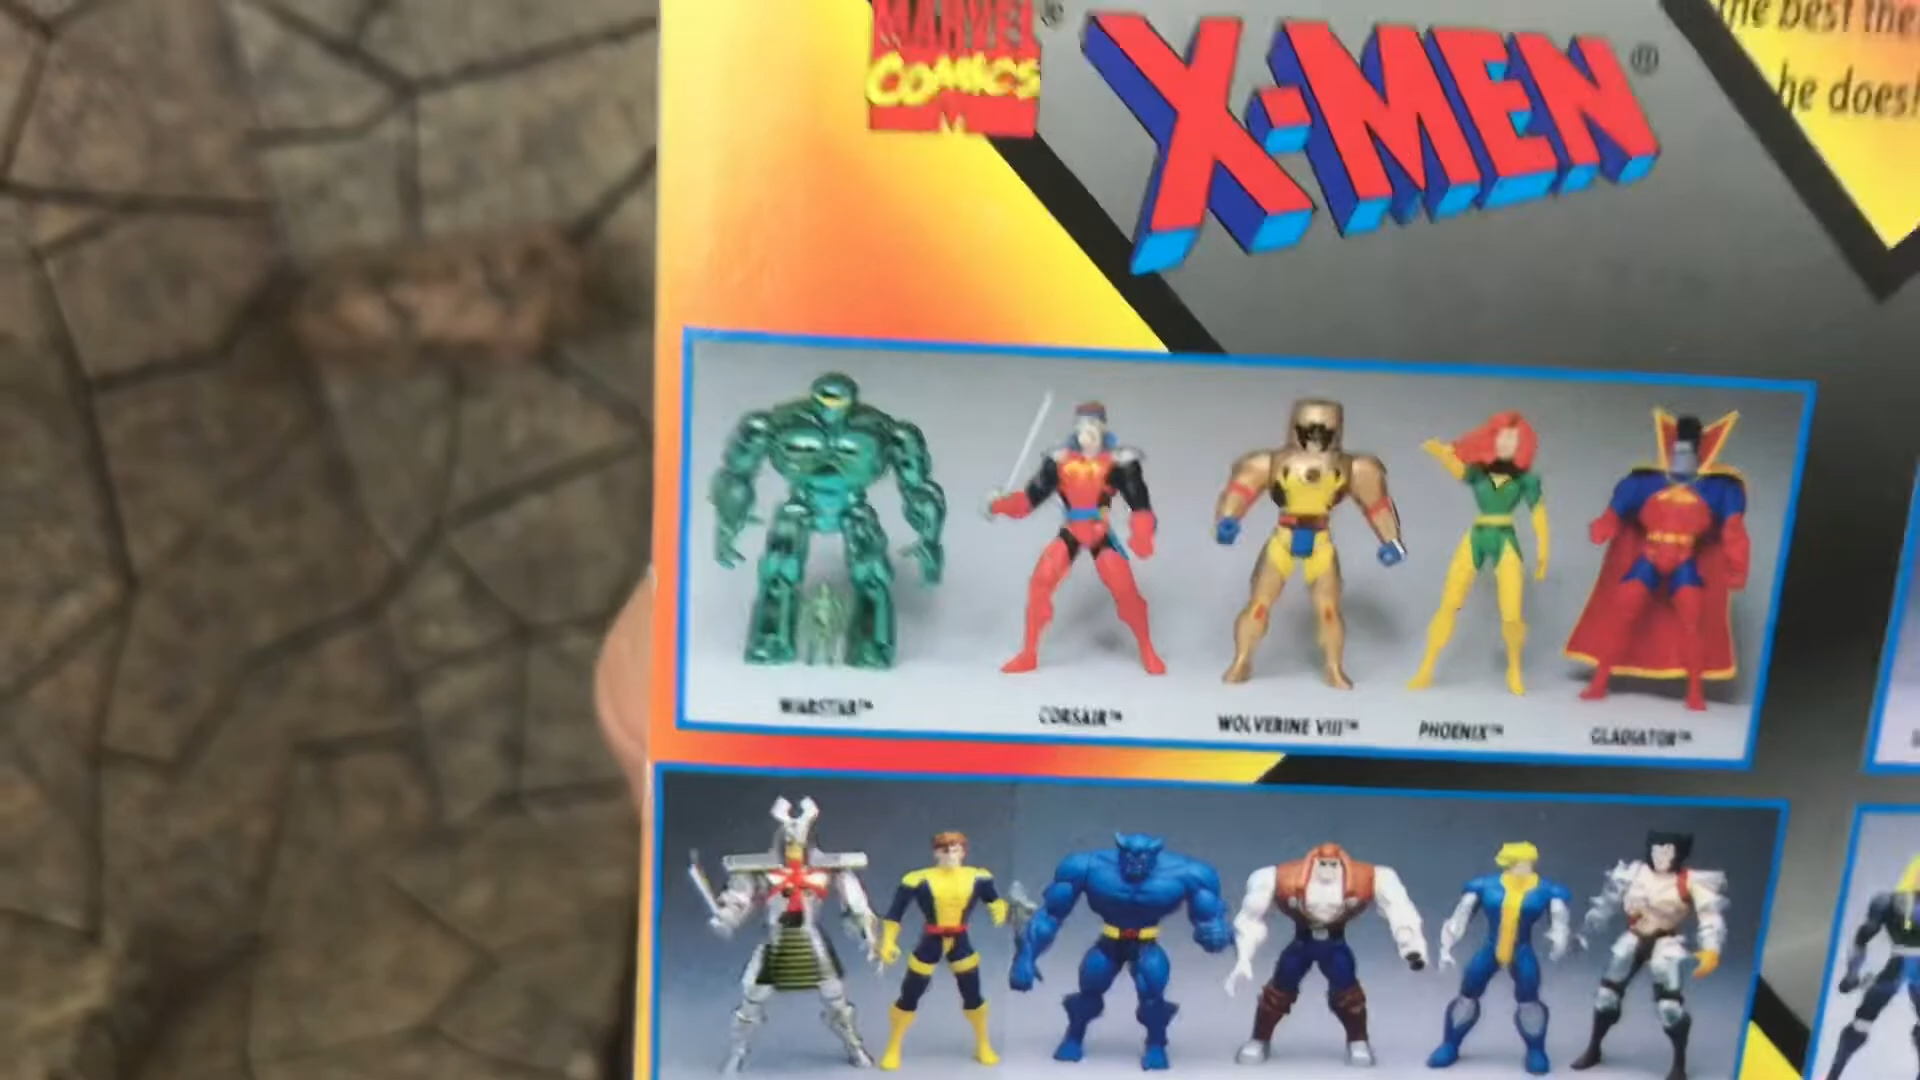 MARVEL
COMICS
X-MEN®
the best the
he does!
WARSTAR™
CORSAIR™
WOLVERINE VIII™
PHOENIX™
GLADIATOR™